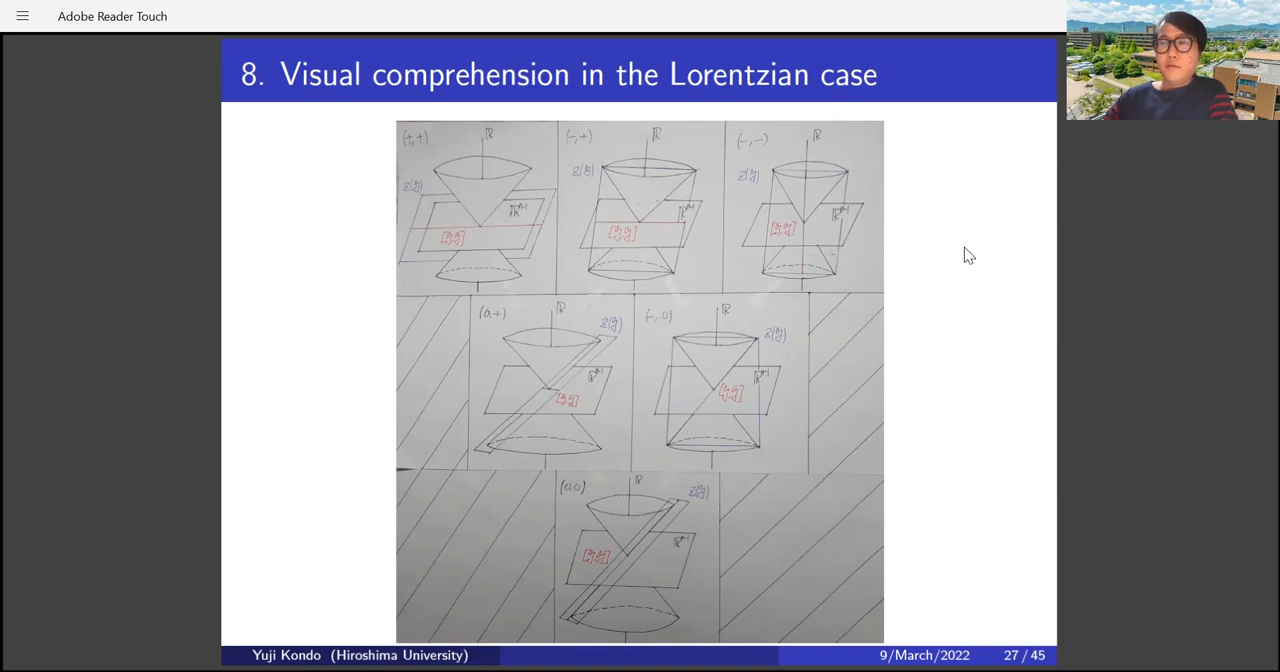 Adobe Reader Touch
8. Visual comprehension in the Lorentzian case
(+,+)
ℝ
z(𝔤)
ℝⁿ⁻¹
[𝔤,𝔤]
(-,+)
ℝ
z(𝔤)
ℝⁿ⁻¹
[𝔤,𝔤]
(-,-)
ℝ
z(𝔤)
ℝⁿ⁻¹
[𝔤,𝔤]
(0,+)
ℝ
z(𝔤)
ℝⁿ⁻¹
[𝔤,𝔤]
(-,0)
ℝ
z(𝔤)
ℝⁿ⁻¹
[𝔤,𝔤]
(0,0)
ℝ
z(𝔤)
ℝⁿ⁻¹
[𝔤,𝔤]
Yuji Kondo (Hiroshima University)
9/March/2022
27 / 45